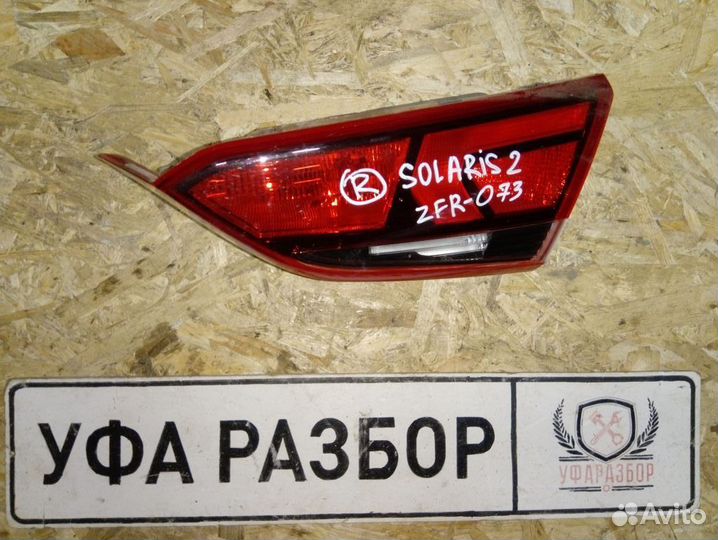 R SOLARIS 2
ZFR-073
УФА РАЗБОР
УФАРАЗБОР
Avito